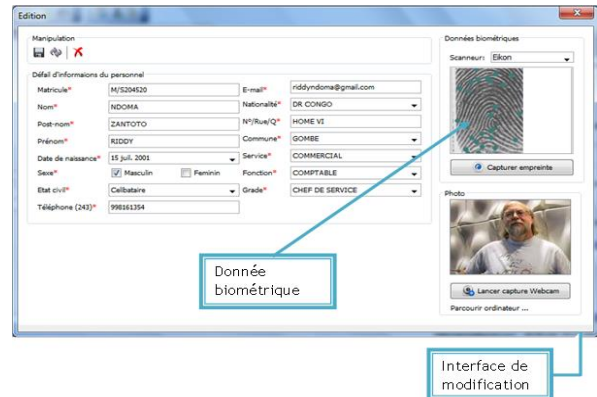 Edition
Manipulation
Détail d'informaions du personnel
Matricule* M/S204520
Nom* NDOMA
Post-nom* ZANTOTO
Prénom* RIDDY
Date de naissance* 15 juil. 2001
Sexe* Masculin Feminin
Etat civil* Celibataire
Téléphone (243)* 998161354
E-mail* riddyndoma@gmail.com
Nationalité* DR CONGO
N°/Rue/Q* HOME VI
Commune* GOMBE
Service* COMMERCIAL
Fonction* COMPTABLE
Grade* CHEF DE SERVICE
Données biométriques
Scanneur: Eikon
Capturer empreinte
Photo
Lancer capture Webcam
Parcourir ordinateur ...
Donnée
biométrique
Interface de
modification